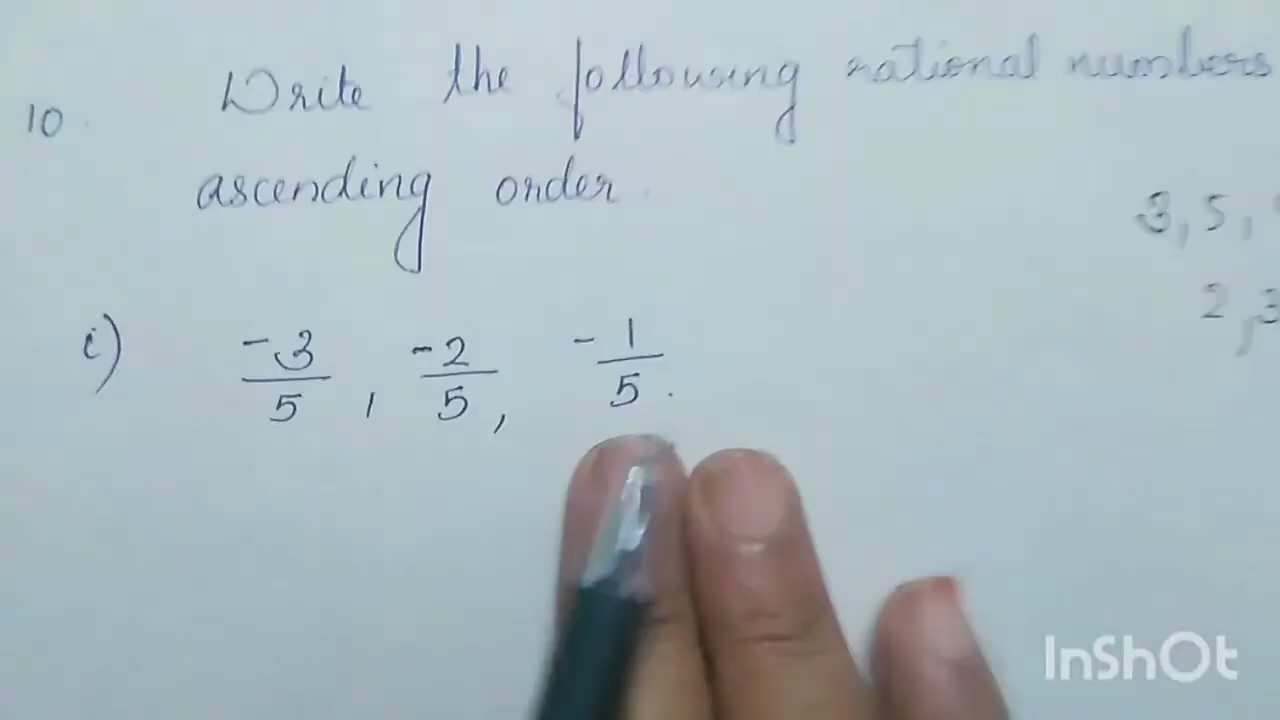 10. Write the following rational numbers
ascending order.
3, 5,
2, 3
i) -3/5, -2/5, -1/5.
InShOt